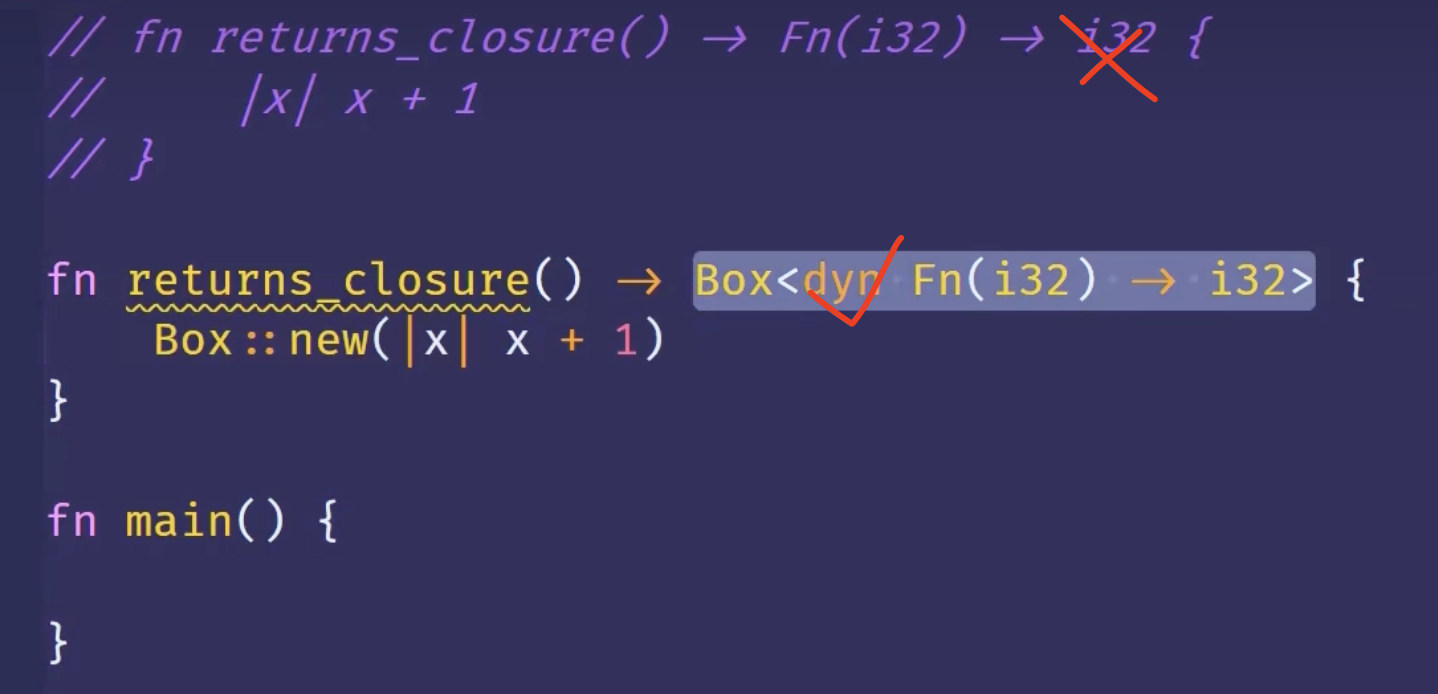 // fn returns_closure() -> Fn(i32) -> i32 {
//     |x| x + 1
// }
fn returns_closure() -> Box<dyn Fn(i32) -> i32> {
    Box::new(|x| x + 1)
}
fn main() {
}